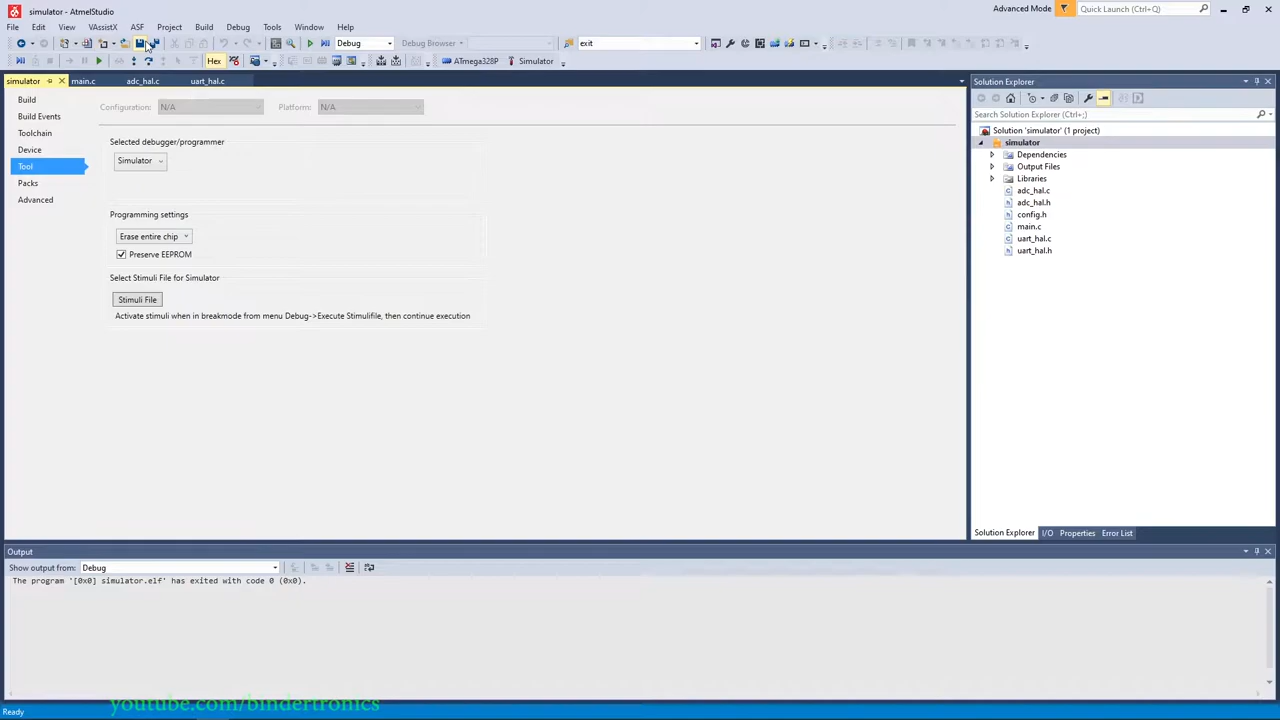 simulator - AtmelStudio
Advanced Mode
Quick Launch (Ctrl+Q)
File Edit View VAssistX ASF Project Build Debug Tools Window Help
Debug
Debug Browser
exit
Hex
ATmega328P
Simulator
simulator
main.c
adc_hal.c
uart_hal.c
Build
Build Events
Toolchain
Device
Tool
Packs
Advanced
Configuration: N/A
Platform: N/A
Selected debugger/programmer
Simulator
Programming settings
Erase entire chip
Preserve EEPROM
Select Stimuli File for Simulator
Stimuli File
Activate stimuli when in breakmode from menu Debug->Execute Stimulifile, then continue execution
Solution Explorer
Search Solution Explorer (Ctrl+;)
Solution 'simulator' (1 project)
simulator
Dependencies
Output Files
Libraries
adc_hal.c
adc_hal.h
config.h
main.c
uart_hal.c
uart_hal.h
Solution Explorer I/O Properties Error List
Output
Show output from: Debug
The program '[0x0] simulator.elf' has exited with code 0 (0x0).
youtube.com/bindertronics
Ready